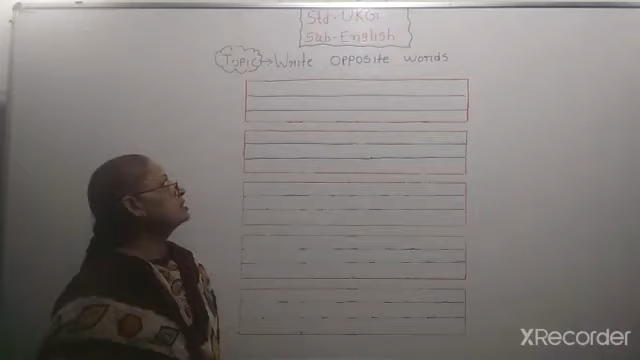 Std - UKG
Sub - English
Topic → Write opposite words
XRecorder